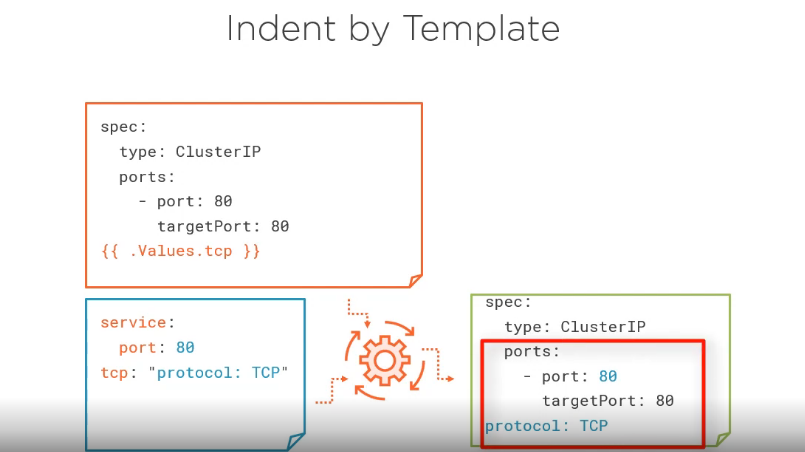 Indent by Template
spec:
  type: ClusterIP
  ports:
    - port: 80
      targetPort: 80
{{ .Values.tcp }}
service:
  port: 80
tcp: "protocol: TCP"
spec:
  type: ClusterIP
  ports:
    - port: 80
      targetPort: 80
protocol: TCP